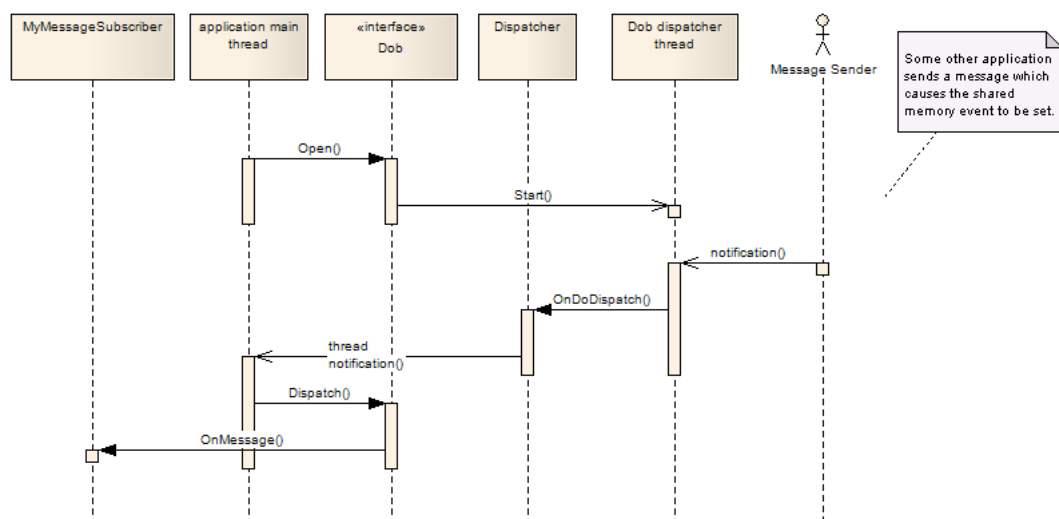 MyMessageSubscriber
application main
thread
«interface»
Dob
Dispatcher
Dob dispatcher
thread
Message Sender
Some other application
sends a message which
causes the shared
memory event to be set.
Open()
Start()
notification()
OnDoDispatch()
thread
notification()
Dispatch()
OnMessage()